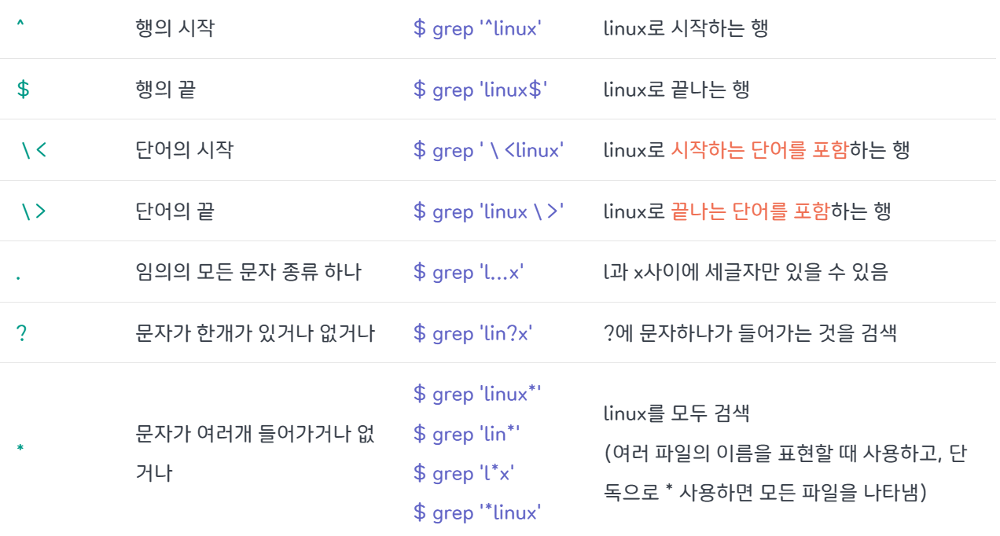 ^ 행의 시작 $ grep '^linux' linux로 시작하는 행
$ 행의 끝 $ grep 'linux$' linux로 끝나는 행
\< 단어의 시작 $ grep ' \ <linux' linux로 시작하는 단어를 포함하는 행
\> 단어의 끝 $ grep 'linux \ >' linux로 끝나는 단어를 포함하는 행
. 임의의 모든 문자 종류 하나 $ grep 'l...x' l과 x사이에 세글자만 있을 수 있음
? 문자가 한개가 있거나 없거나 $ grep 'lin?x' ?에 문자하나가 들어가는 것을 검색
*
문자가 여러개 들어가거나 없
거나
$ grep 'linux*'
$ grep 'lin*'
$ grep 'l*x'
$ grep '*linux'
linux를 모두 검색
(여러 파일의 이름을 표현할 때 사용하고, 단
독으로 * 사용하면 모든 파일을 나타냄)